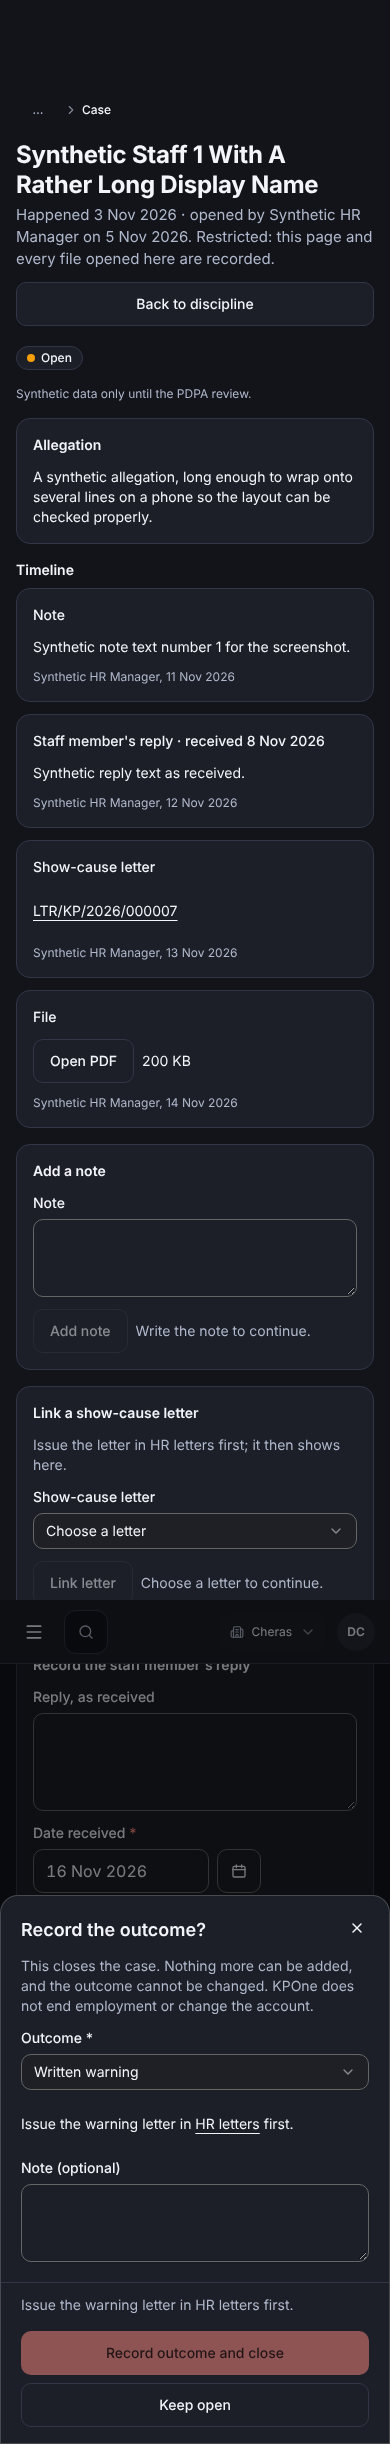 ... > Case
Synthetic Staff 1 With A
Rather Long Display Name
Happened 3 Nov 2026 · opened by Synthetic HR
Manager on 5 Nov 2026. Restricted: this page and
every file opened here are recorded.
Back to discipline
Open
Synthetic data only until the PDPA review.
Allegation
A synthetic allegation, long enough to wrap onto
several lines on a phone so the layout can be
checked properly.
Timeline
Note
Synthetic note text number 1 for the screenshot.
Synthetic HR Manager, 11 Nov 2026
Staff member's reply · received 8 Nov 2026
Synthetic reply text as received.
Synthetic HR Manager, 12 Nov 2026
Show-cause letter
LTR/KP/2026/000007
Synthetic HR Manager, 13 Nov 2026
File
Open PDF 200 KB
Synthetic HR Manager, 14 Nov 2026
Add a note
Note
Add note Write the note to continue.
Link a show-cause letter
Issue the letter in HR letters first; it then shows
here.
Show-cause letter
Choose a letter
Link letter Choose a letter to continue.
Cheras DC
Record the staff member's reply
Reply, as received
Date received *
16 Nov 2026
Record the outcome?
This closes the case. Nothing more can be added,
and the outcome cannot be changed. KPOne does
not end employment or change the account.
Outcome *
Written warning
Issue the warning letter in HR letters first.
Note (optional)
Issue the warning letter in HR letters first.
Record outcome and close
Keep open